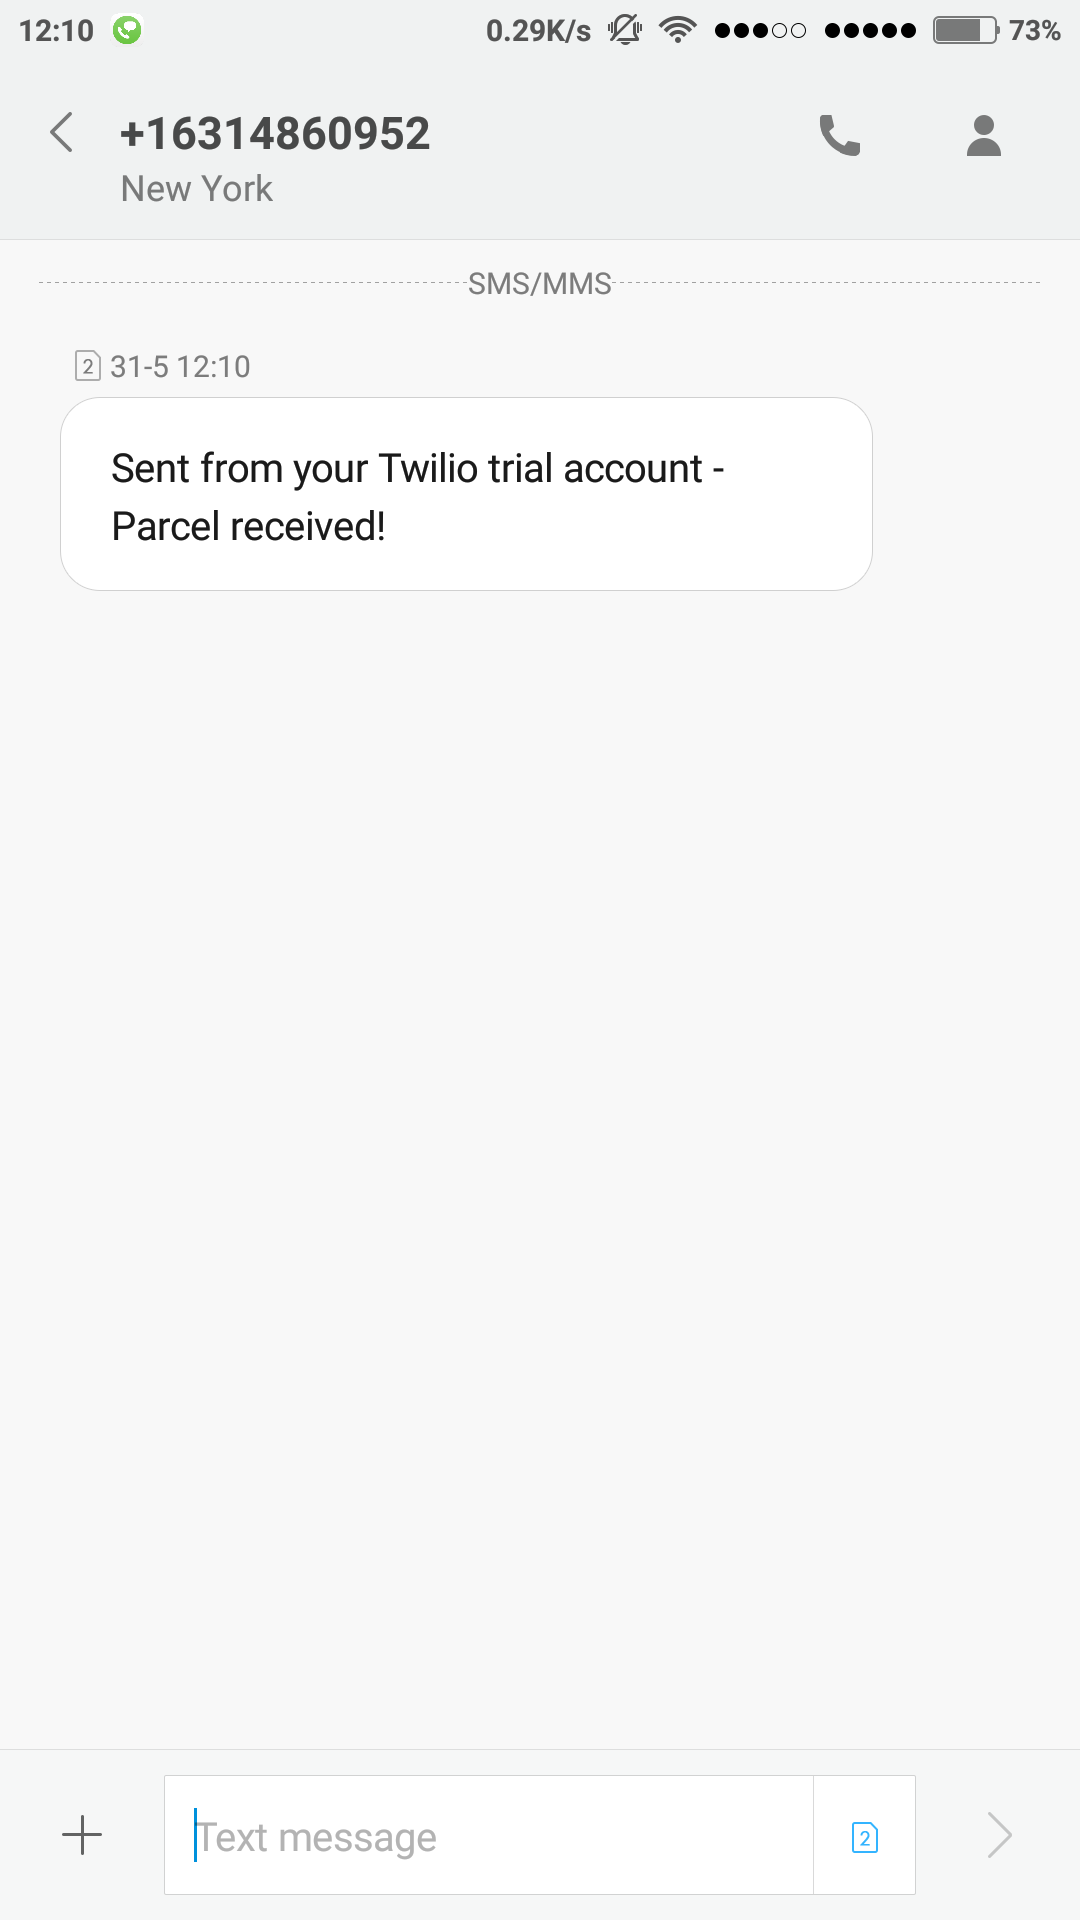 12:10 0.29K/s 73%
+16314860952
New York
SMS/MMS
2 31-5 12:10
Sent from your Twilio trial account -
Parcel received!
Text message 2